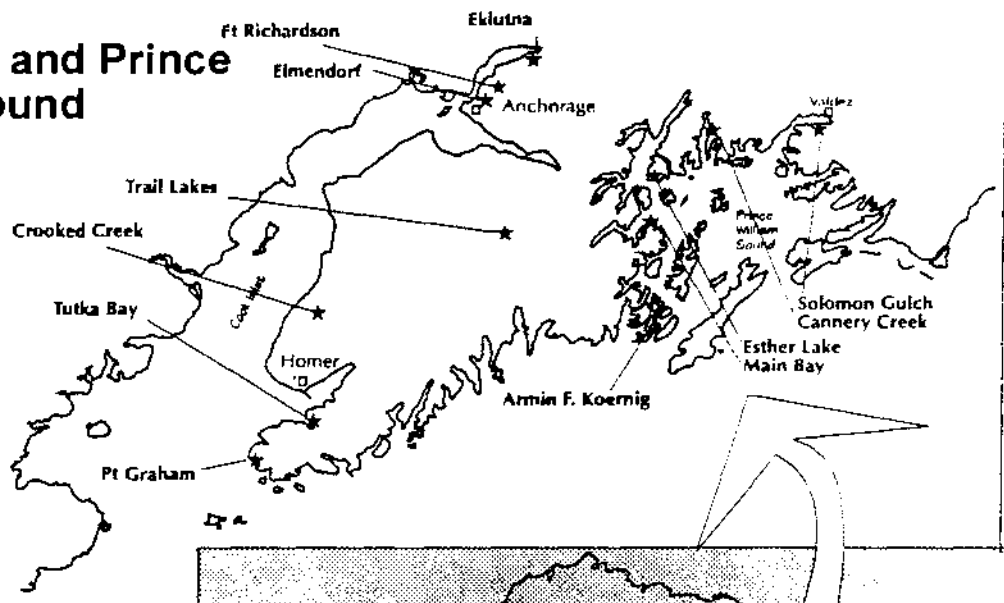 and Prince
ound
Ft Richardson
Eklutna
Elmendorf
Anchorage
Valdez
Trail Lakes
Crooked Creek
Prince
William
Sound
Cook Inlet
Tutka Bay
Solomon Gulch
Cannery Creek
Homer
Esther Lake
Main Bay
Armin F. Koernig
Pt Graham